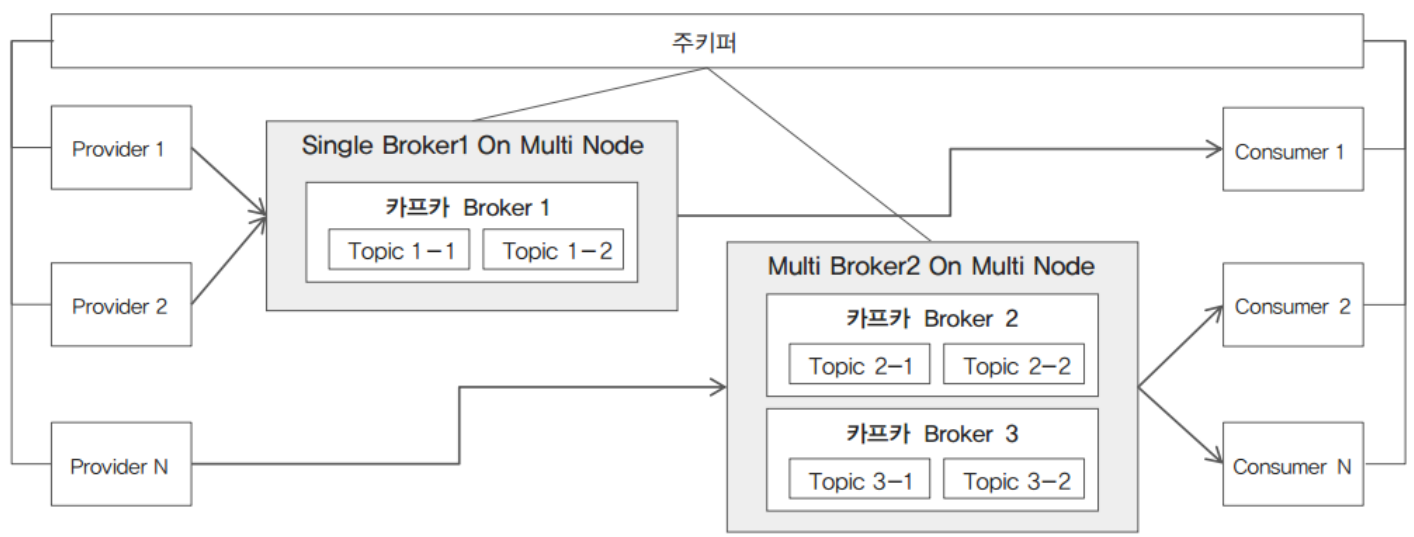 주키퍼
Provider 1
Provider 2
Provider N
Single Broker1 On Multi Node
카프카 Broker 1
Topic 1-1
Topic 1-2
Multi Broker2 On Multi Node
카프카 Broker 2
Topic 2-1
Topic 2-2
카프카 Broker 3
Topic 3-1
Topic 3-2
Consumer 1
Consumer 2
Consumer N